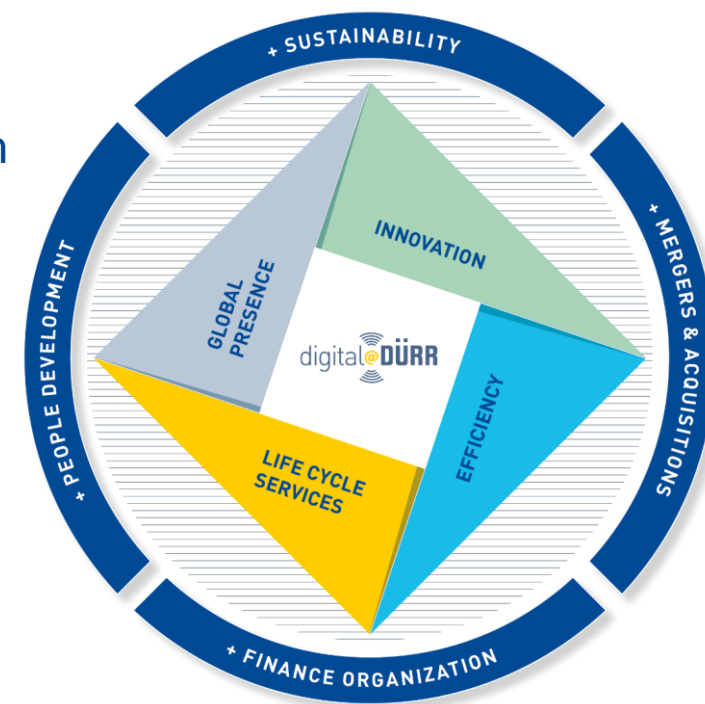 + SUSTAINABILITY
+ MERGERS & ACQUISITIONS
+ PEOPLE DEVELOPMENT
+ FINANCE ORGANIZATION
INNOVATION
GLOBAL
PRESENCE
digital@DÜRR
EFFICIENCY
LIFE CYCLE
SERVICES